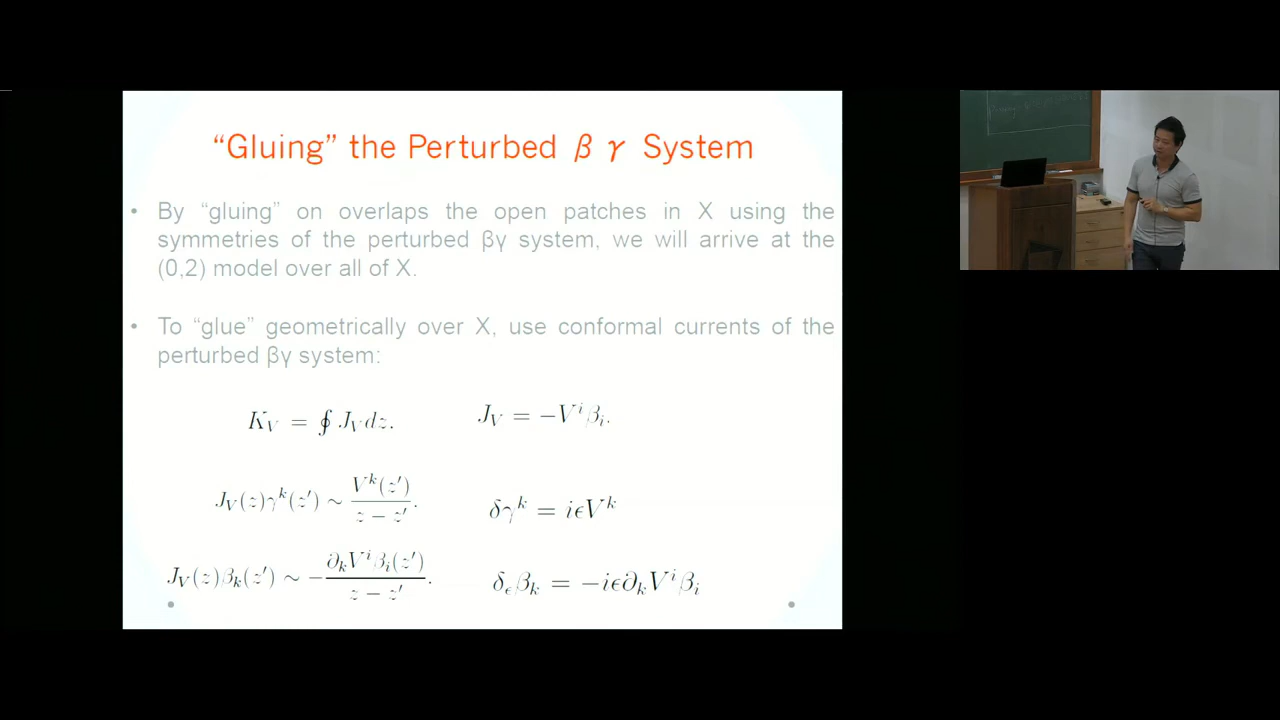 “Gluing” the Perturbed β γ System
• By “gluing” on overlaps the open patches in X using the
symmetries of the perturbed βγ system, we will arrive at the
(0,2) model over all of X.
• To “glue” geometrically over X, use conformal currents of the
perturbed βγ system:
K_V = ∮ J_V dz. J_V = −V^i β_i.
J_V(z)γ^k(z′) ∼ V^k(z′) / (z − z′). δγ^k = iϵV^k
J_V(z)β_k(z′) ∼ − ∂_k V^i β_i(z′) / (z − z′). δ_ϵ β_k = −iϵ∂_k V^i β_i